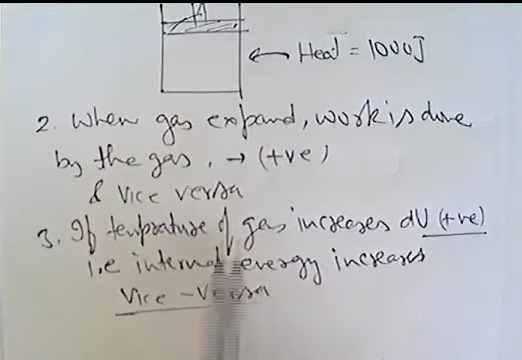 Heat = 1000J
2. When gas expand, work is done
by the gas, → (+ve)
& Vice versa
3. If temprature of gas increases dU (+ve)
i.e internal energy increases
Vice - Versa